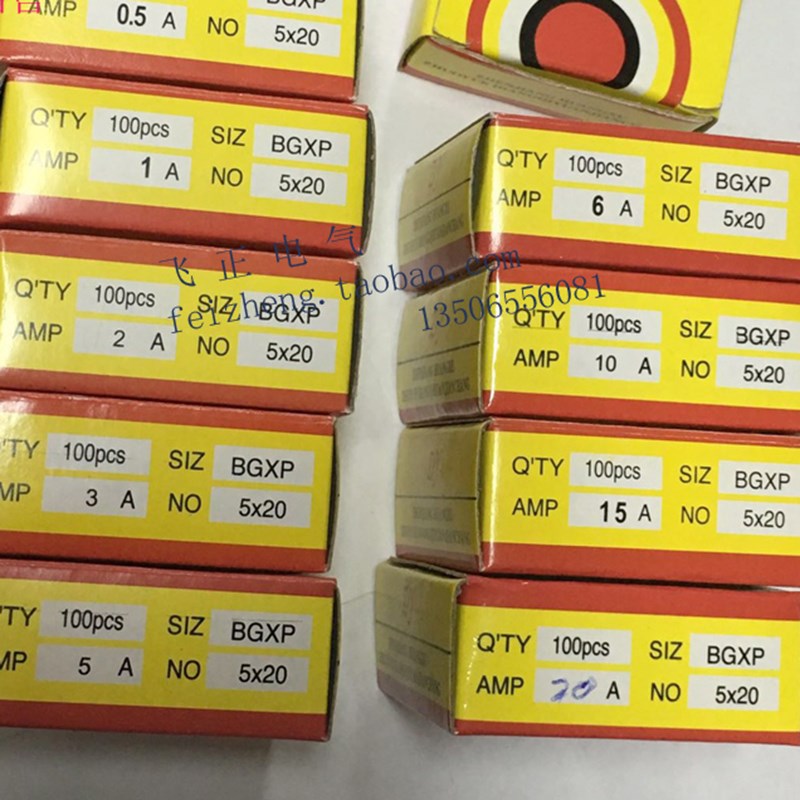 AMP 0.5 A NO 5x20
Q'TY 100pcs SIZ BGXP
AMP 1 A NO 5x20
Q'TY 100pcs SIZ BGXP
AMP 2 A NO 5x20
'TY 100pcs SIZ BGXP
MP 3 A NO 5x20
'TY 100pcs SIZ BGXP
MP 5 A NO 5x20
Q'TY 100pcs SIZ BGXP
AMP 6 A NO 5x20
Q'TY 100pcs SIZ BGXP
AMP 10 A NO 5x20
Q'TY 100pcs SIZ BGXP
AMP 15 A NO 5x20
Q'TY 100pcs SIZ BGXP
AMP 20 A NO 5x20
飞正电气
feizheng.taobao.com
13506556081